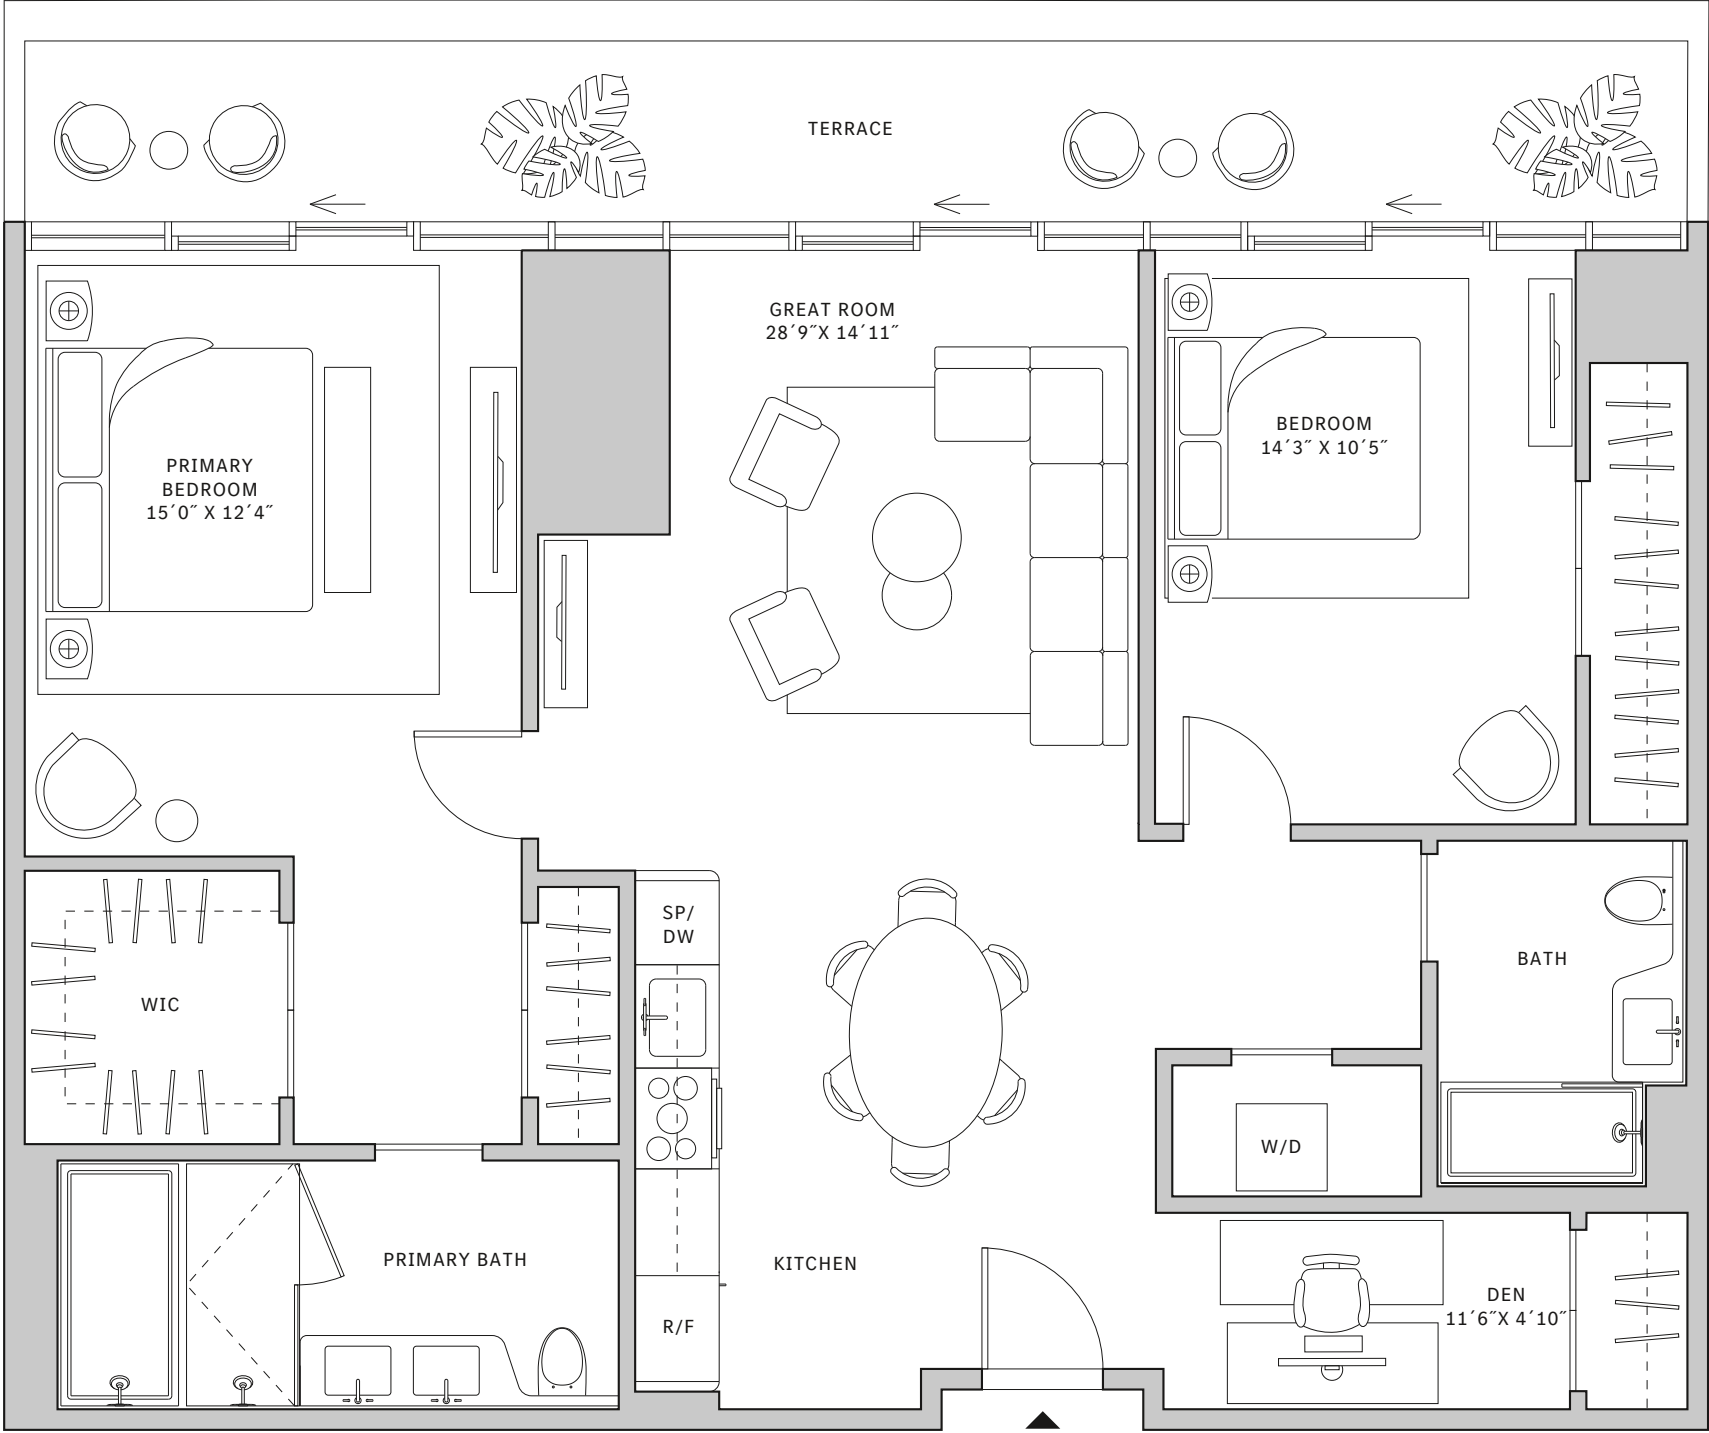 TERRACE
GREAT ROOM
28´9˝X 14´11˝
BEDROOM
14´3˝ X 10´5˝
PRIMARY
BEDROOM
15´0˝ X 12´4˝
SP/
DW
BATH
WIC
W/D
PRIMARY BATH
KITCHEN
DEN
11´6˝X 4´10˝
R/F